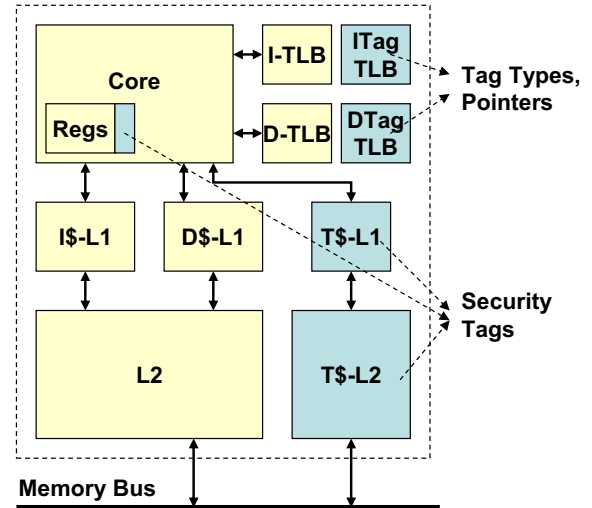 Core
Regs
I-TLB
ITag
TLB
D-TLB
DTag
TLB
Tag Types,
Pointers
I$-L1
D$-L1
T$-L1
L2
T$-L2
Security
Tags
Memory Bus